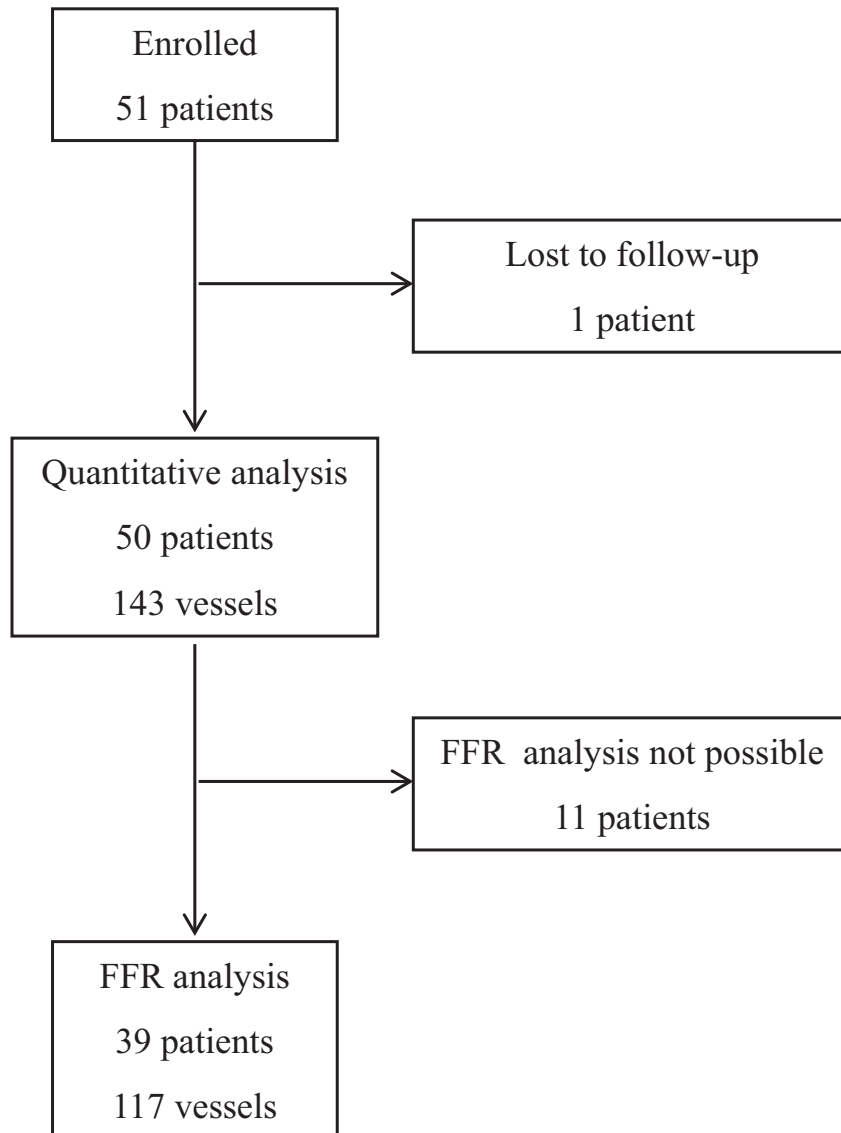 Enrolled
51 patients
Lost to follow-up
1 patient
Quantitative analysis
50 patients
143 vessels
FFR analysis not possible
11 patients
FFR analysis
39 patients
117 vessels